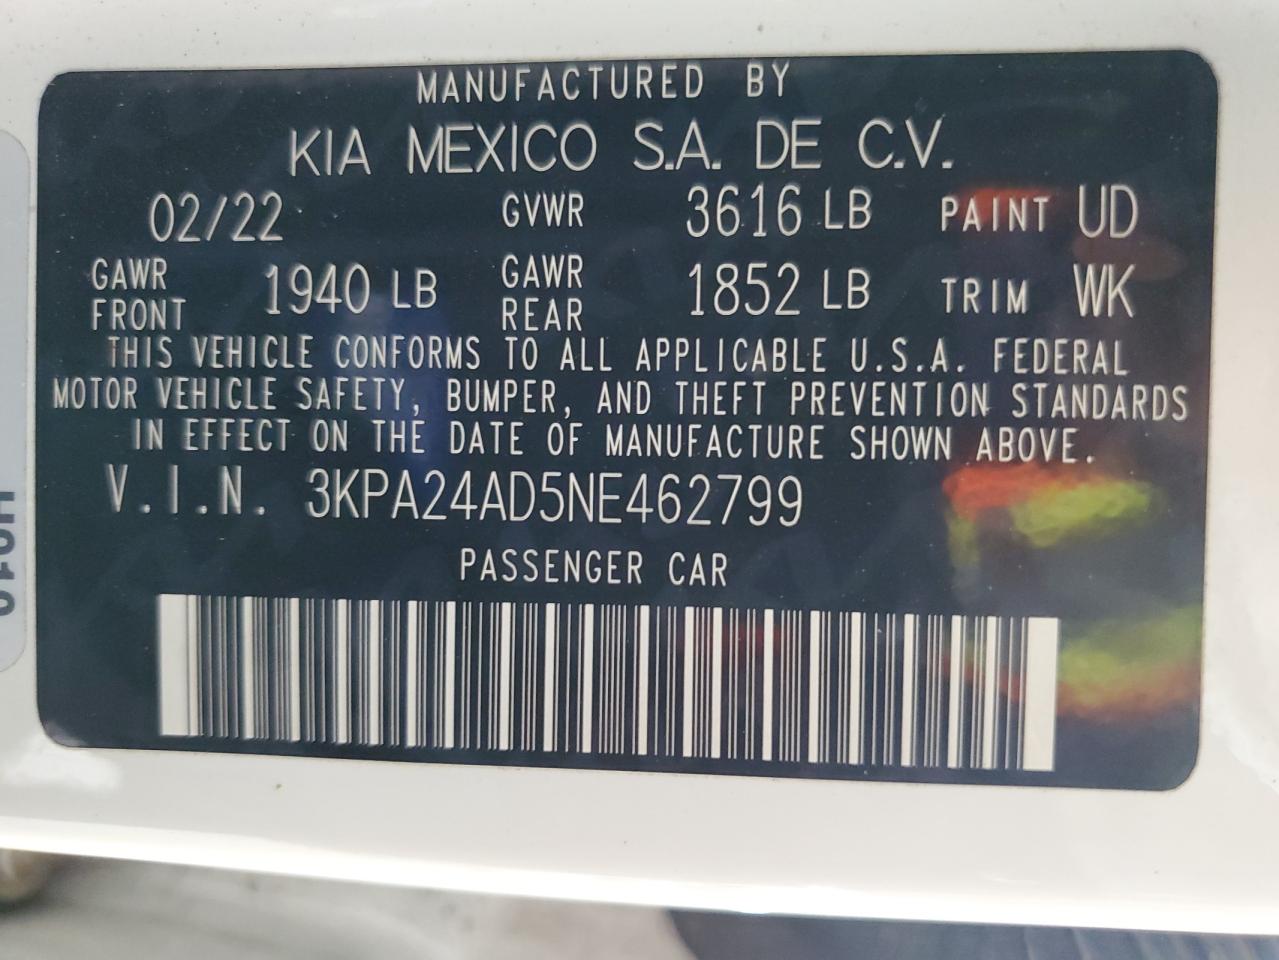 MANUFACTURED BY
KIA MEXICO S.A. DE C.V.
02/22 GVWR 3616 LB PAINT UD
GAWR FRONT 1940 LB GAWR REAR 1852 LB TRIM WK
THIS VEHICLE CONFORMS TO ALL APPLICABLE U.S.A. FEDERAL
MOTOR VEHICLE SAFETY, BUMPER, AND THEFT PREVENTION STANDARDS
IN EFFECT ON THE DATE OF MANUFACTURE SHOWN ABOVE.
V.I.N. 3KPA24AD5NE462799
PASSENGER CAR